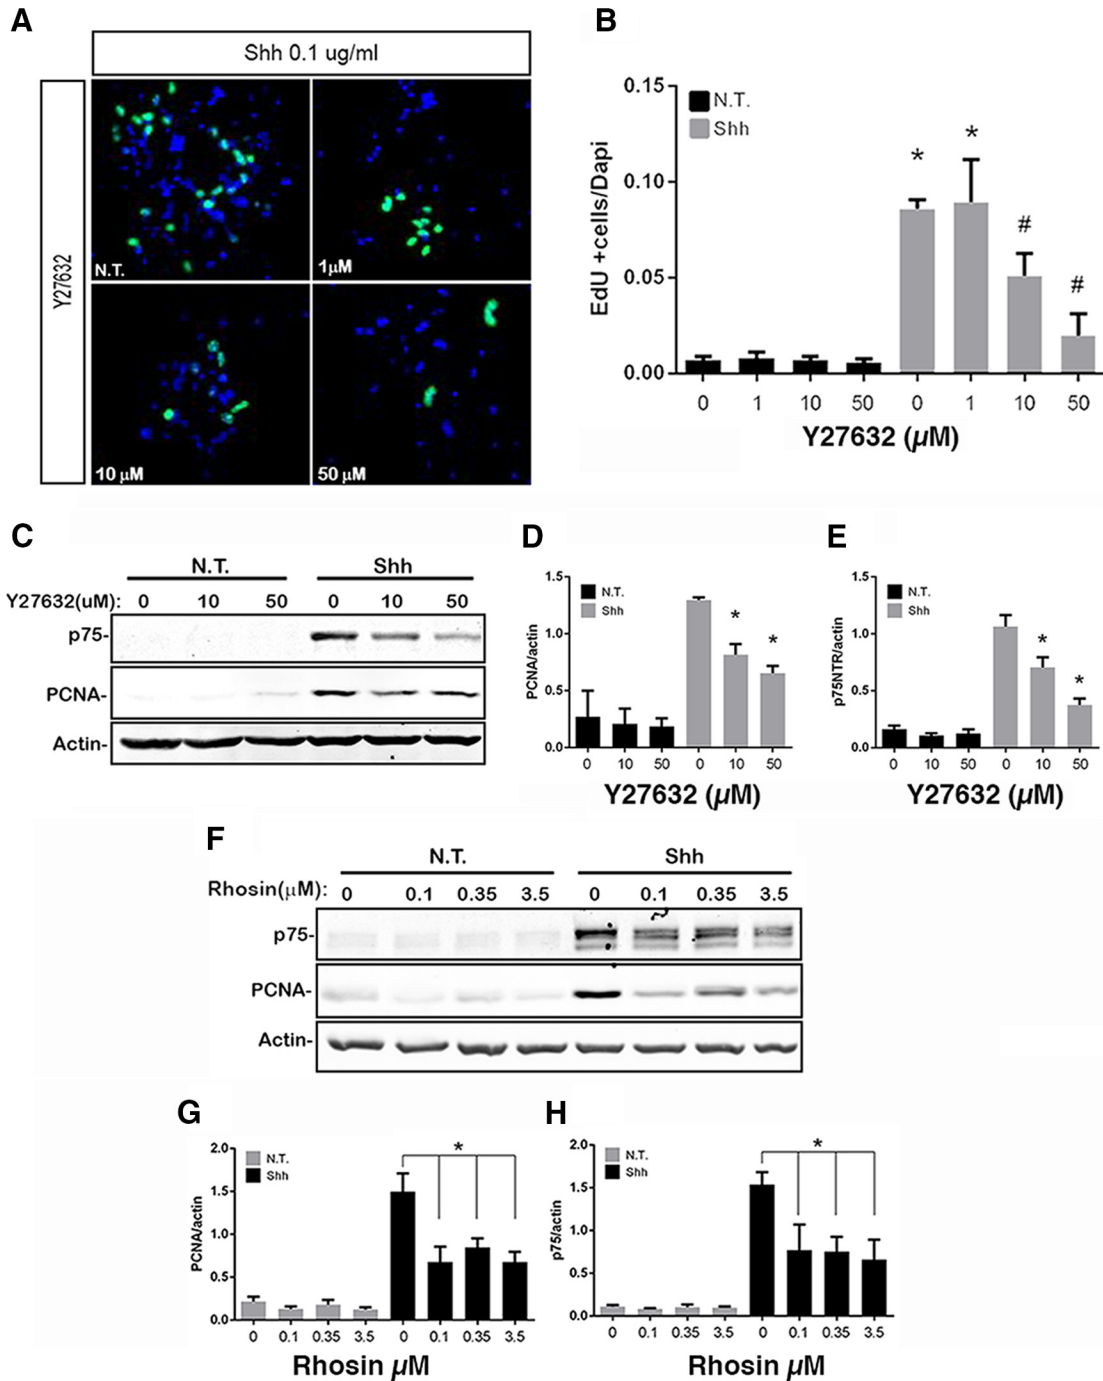 A
Shh 0.1 ug/ml
Y27632
N.T.
1μM
10 μM
50 μM
B
0.15
0.10
0.05
0.00
EdU +cells/Dapi
N.T.
Shh
*
*
#
#
0 1 10 50 0 1 10 50
Y27632 (μM)
C
N.T. Shh
Y27632(uM): 0 10 50 0 10 50
p75-
PCNA-
Actin-
D
1.5
1.0
0.5
0.0
PCNA/actin
N.T.
Shh
*
*
0 10 50 0 10 50
Y27632 (μM)
E
1.5
1.0
0.5
0.0
p75NTR/actin
N.T.
Shh
*
*
0 10 50 0 10 50
Y27632 (μM)
F
N.T. Shh
Rhosin(μM): 0 0.1 0.35 3.5 0 0.1 0.35 3.5
p75-
PCNA-
Actin-
G
2.0
1.5
1.0
0.5
0.0
PCNA/actin
N.T.
Shh
*
0 0.1 0.35 3.5 0 0.1 0.35 3.5
Rhosin μM
H
2.0
1.5
1.0
0.5
0.0
p75/actin
N.T.
Shh
*
0 0.1 0.35 3.5 0 0.1 0.35 3.5
Rhosin μM